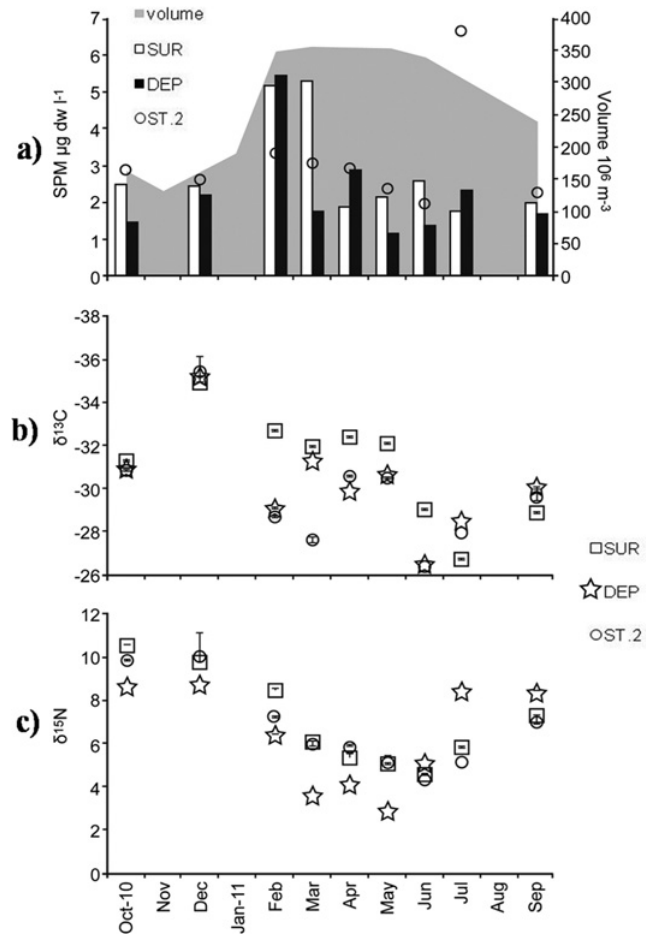 volume
SUR
DEP
ST.2
a)
SPM µg dw l-1
7
6
5
4
3
2
1
0
400
350
300
250
200
150
100
50
0
Volume 10⁶ m-³
b)
δ¹³C
-38
-36
-34
-32
-30
-28
-26
SUR
DEP
ST.2
c)
δ¹⁵N
12
10
8
6
4
2
0
Oct-10
Nov
Dec
Jan-11
Feb
Mar
Apr
May
Jun
Jul
Aug
Sep